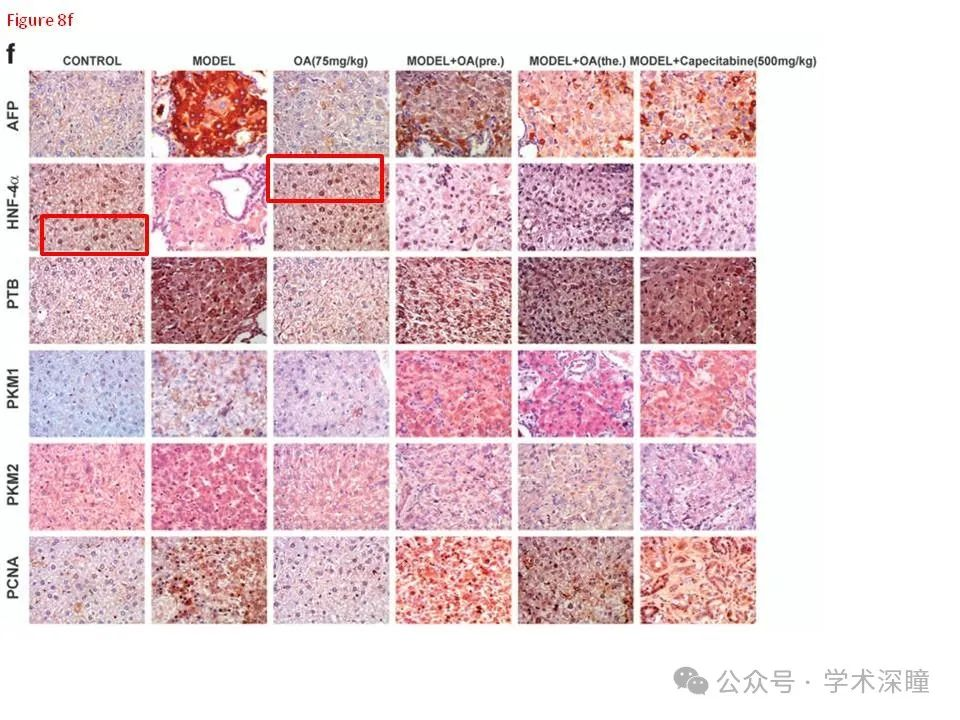 Figure 8f
f
CONTROL MODEL OA(75mg/kg) MODEL+OA(pre.) MODEL+OA(the.) MODEL+Capecitabine(500mg/kg)
AFP
HNF-4α
PTB
PKM1
PKM2
PCNA
公众号 · 学术深瞳